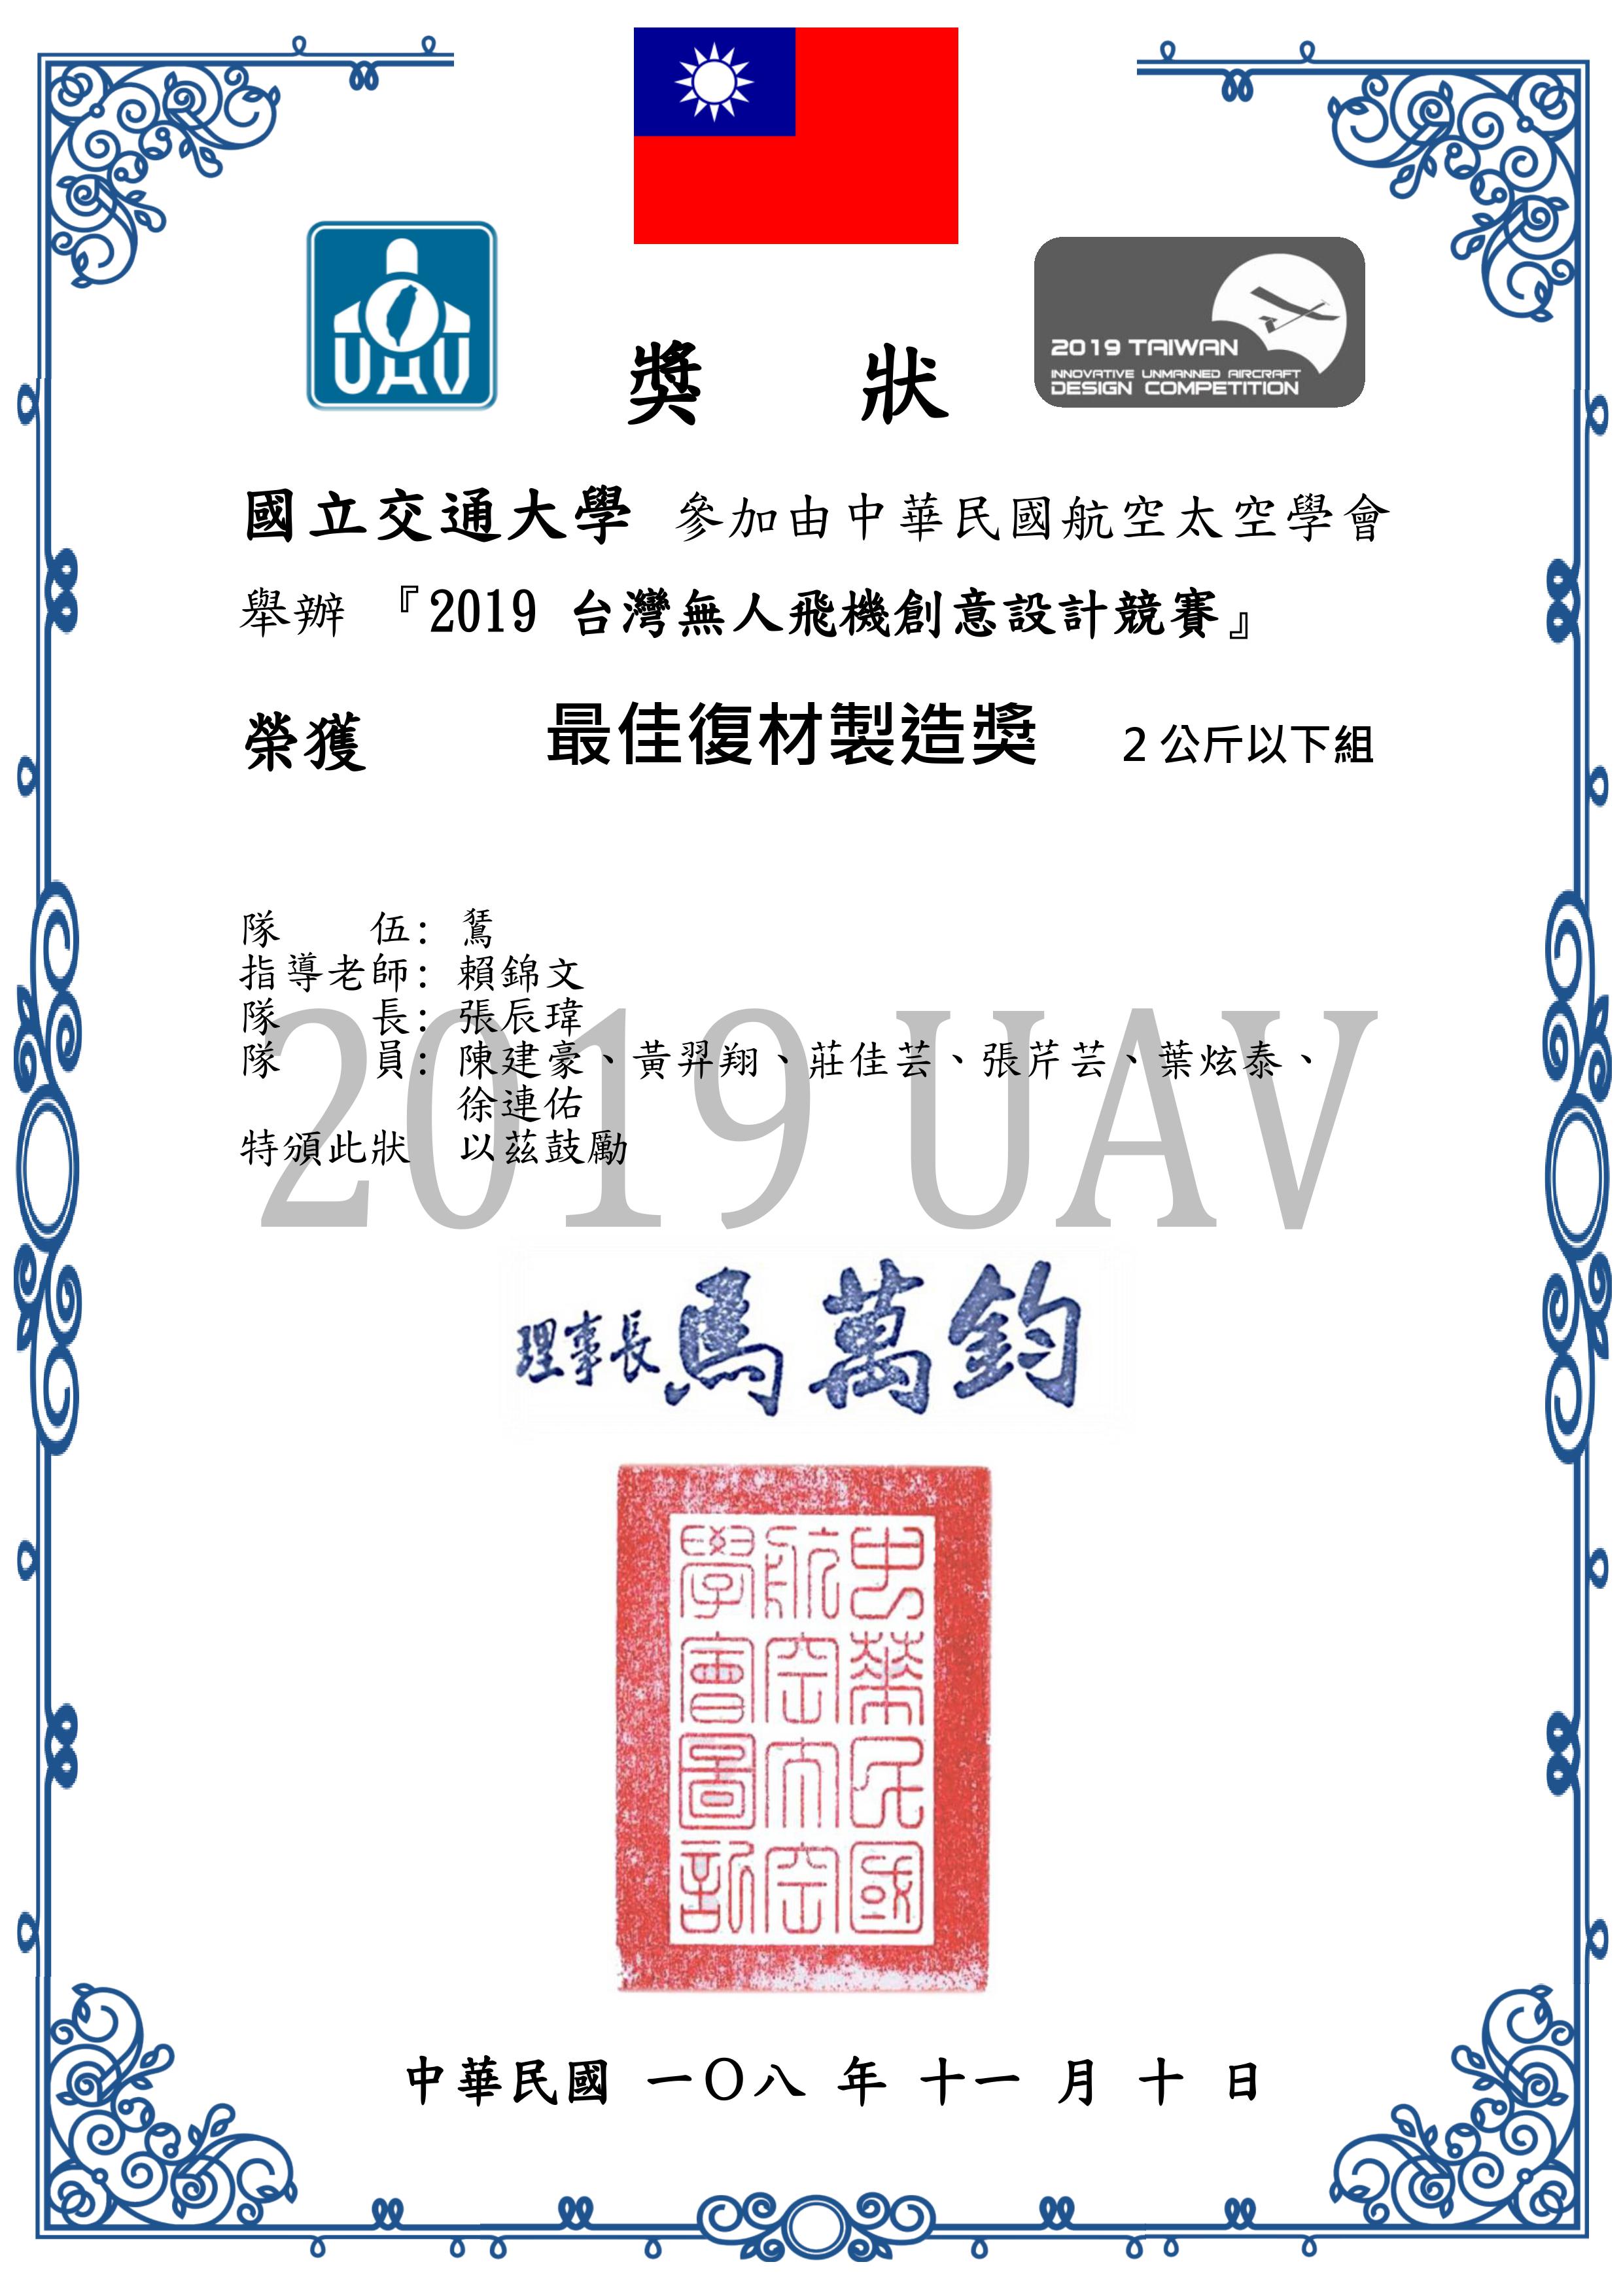 UAV
2019 TAIWAN
INNOVATIVE UNMANNED AIRCRAFT
DESIGN COMPETITION
獎 狀
國立交通大學 參加由中華民國航空太空學會
舉辦 『2019 台灣無人飛機創意設計競賽』
榮獲 最佳復材製造獎 2 公斤以下組
隊 伍: 鵟
指導老師: 賴錦文
隊 長: 張辰瑋
隊 員: 陳建豪、黃羿翔、莊佳芸、張芹芸、葉炫泰、
徐連佑
特頒此狀 以茲鼓勵
2019 UAV
理事長 馬萬鈞
中華民國
航空太空
學會圖記
中華民國 一〇八 年 十一 月 十 日